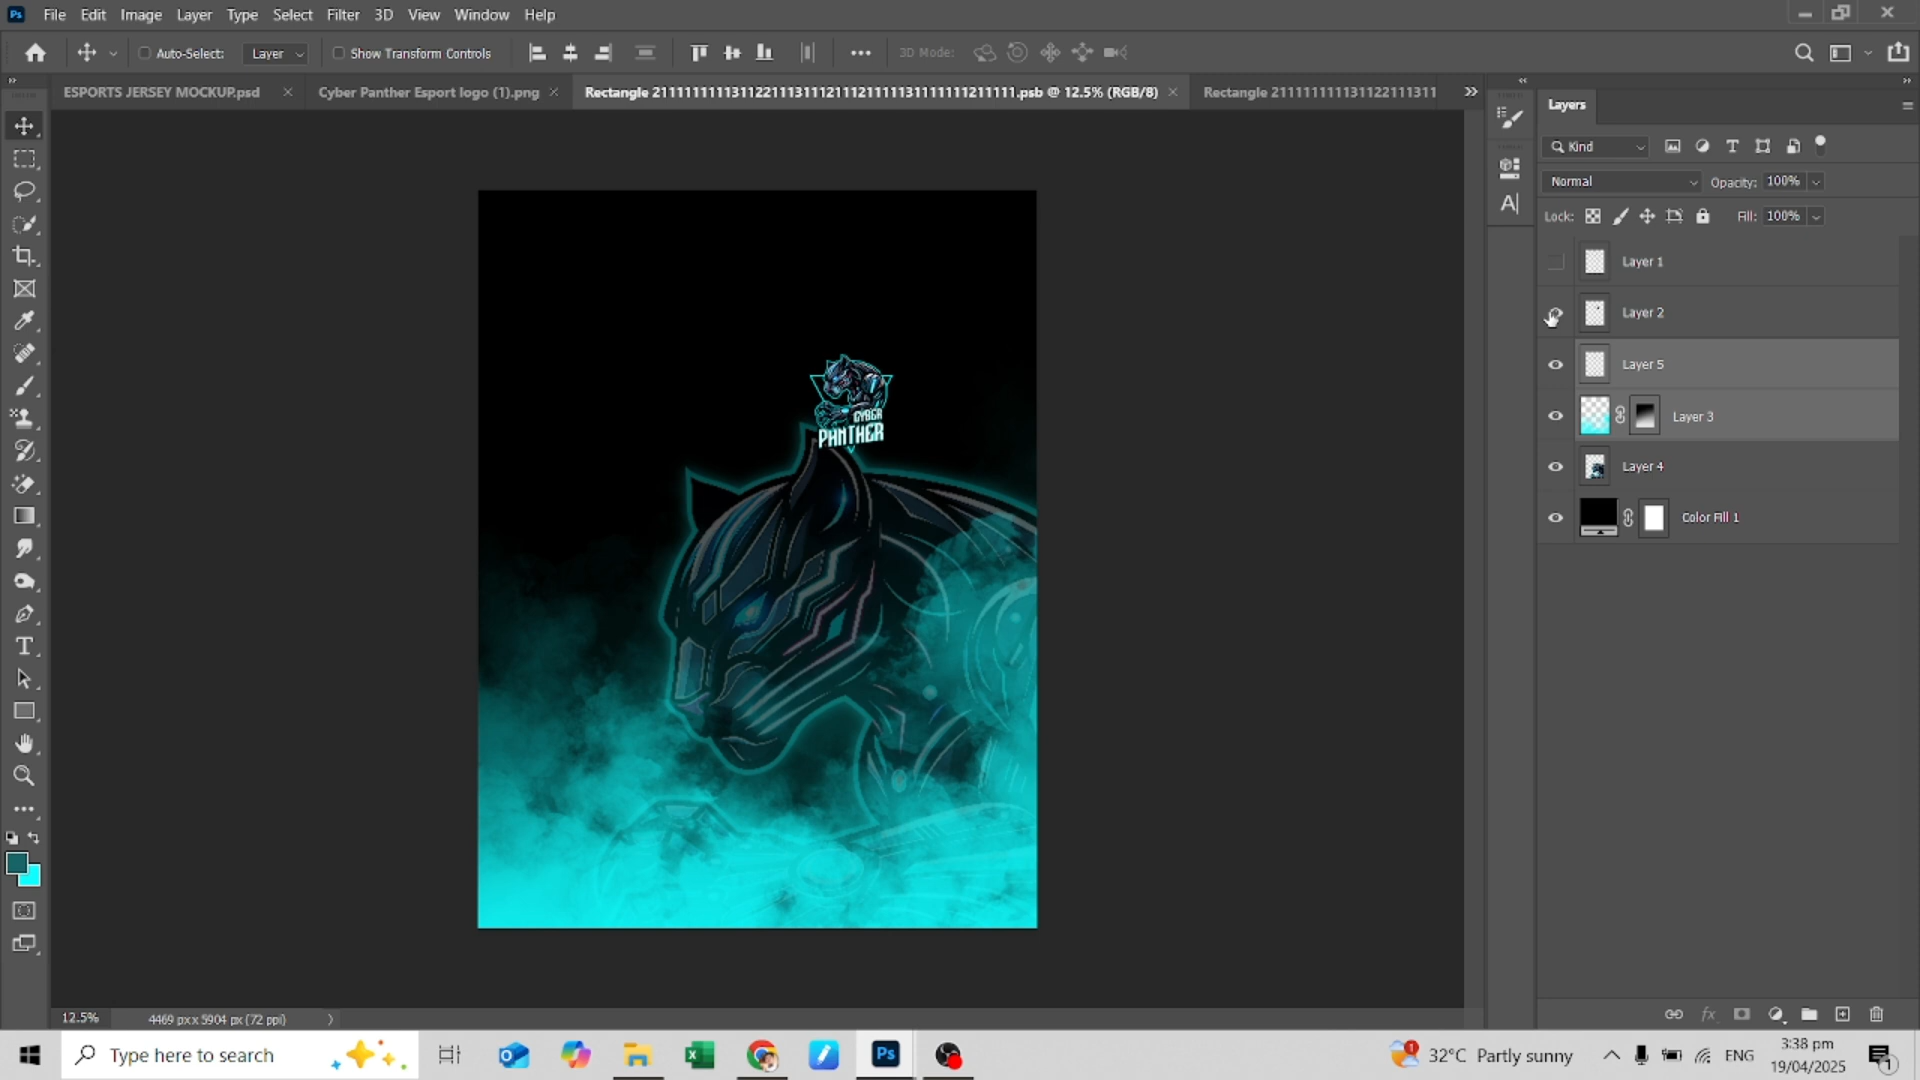 Ps File Edit Image Layer Type Select Filter 3D View Window Help
Auto-Select: Layer Show Transform Controls 3D Mode:
ESPORTS JERSEY MOCKUP.psd Cyber Panther Esport logo (1).png
Layers
Kind
Normal Opacity: 100%
Lock: Fill: 100%
Layer 1
Layer 2
Layer 5
Layer 3
Layer 4
Color Fill 1
CYBER
PANTHER
12.5% 4469 px x 5904 px (72 ppi)
Type here to search
32°C Partly sunny
ENG
3:38 pm
19/04/2025
1